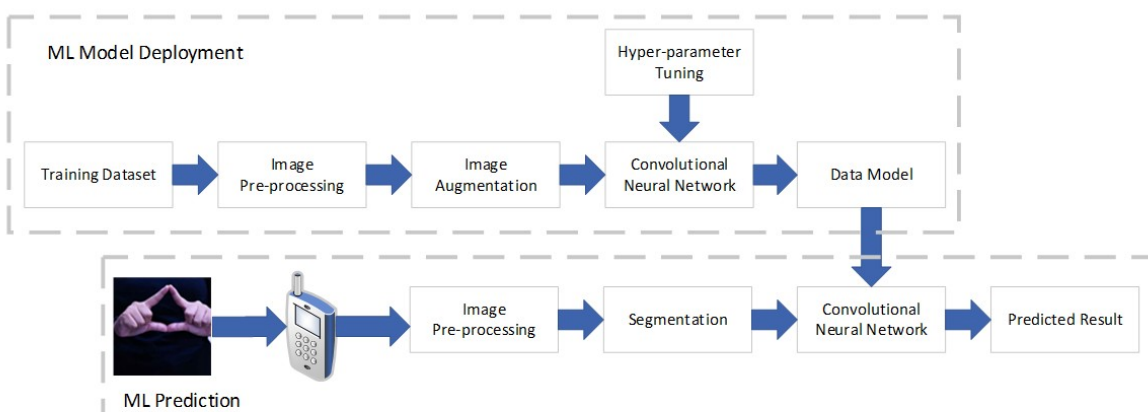 ML Model Deployment
Hyper-parameter
Tuning
Training Dataset
Image
Pre-processing
Image
Augmentation
Convolutional
Neural Network
Data Model
Image
Pre-processing
Segmentation
Convolutional
Neural Network
Predicted Result
ML Prediction